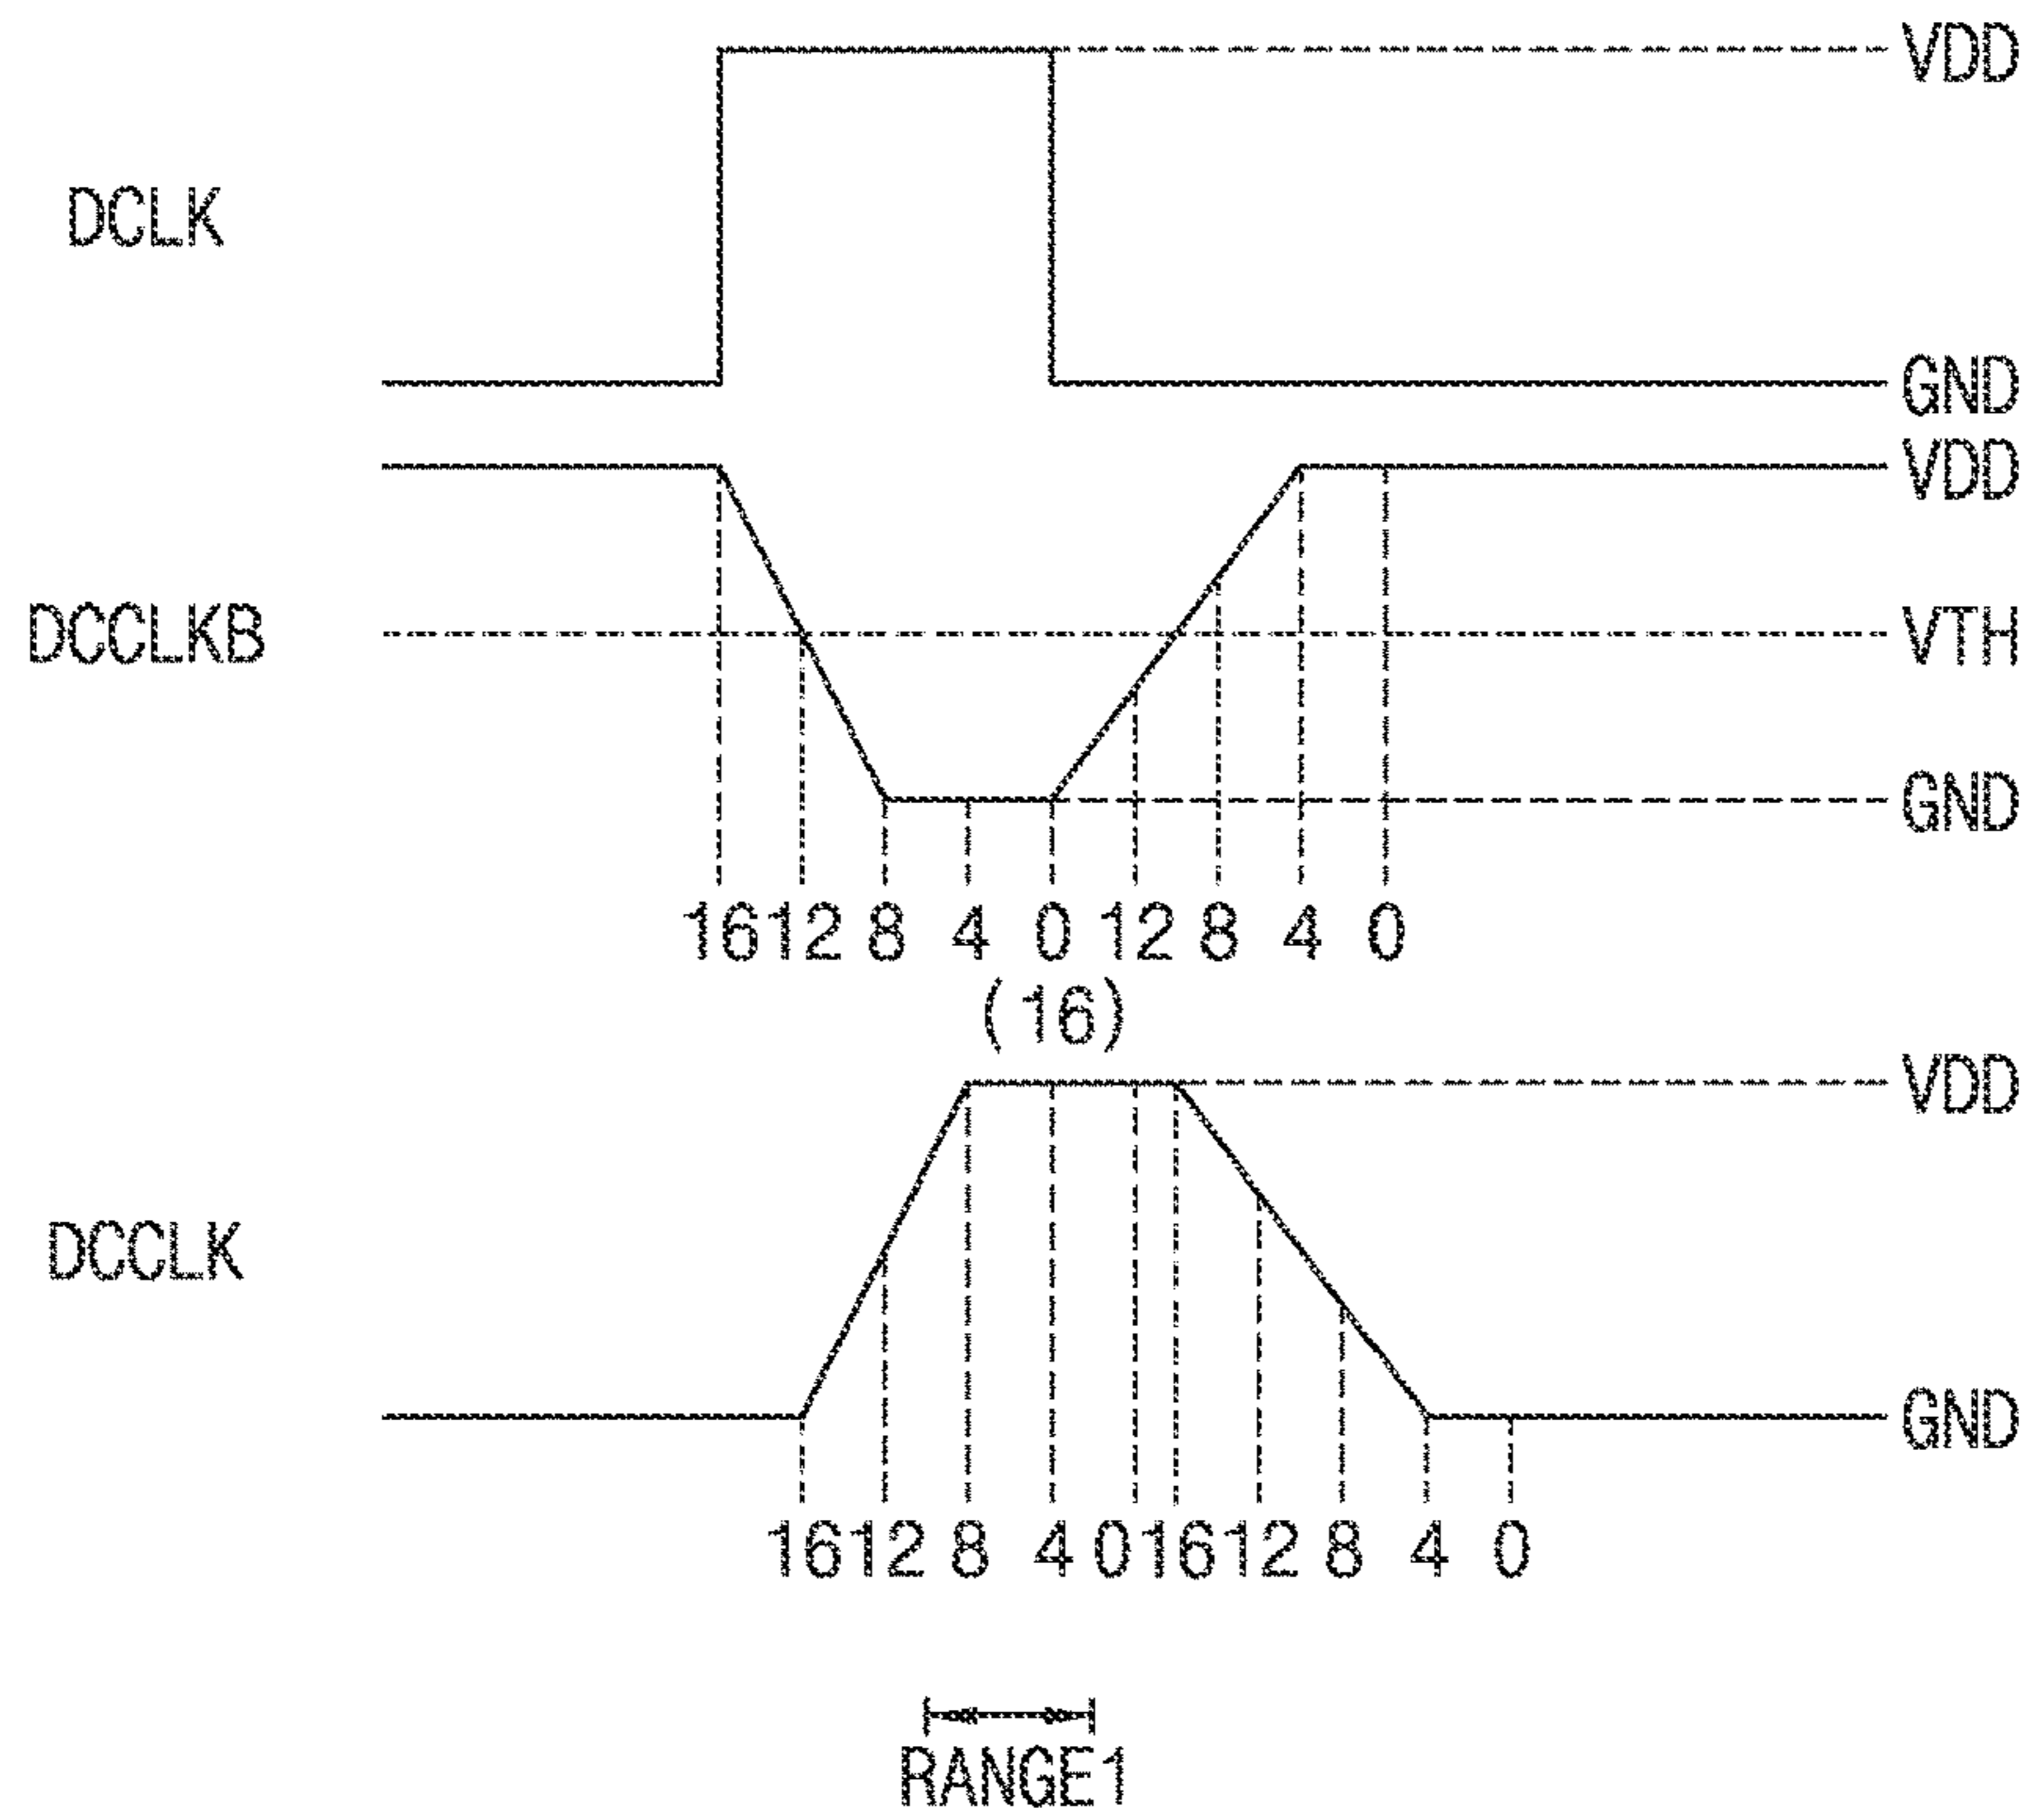 VDD
DCLK
GND
VDD
DCCLKB
VTH
GND
16 12 8 4 0 12 8 4 0
(16)
VDD
DCCLK
GND
16 12 8 4 0 16 12 8 4 0
RANGE1